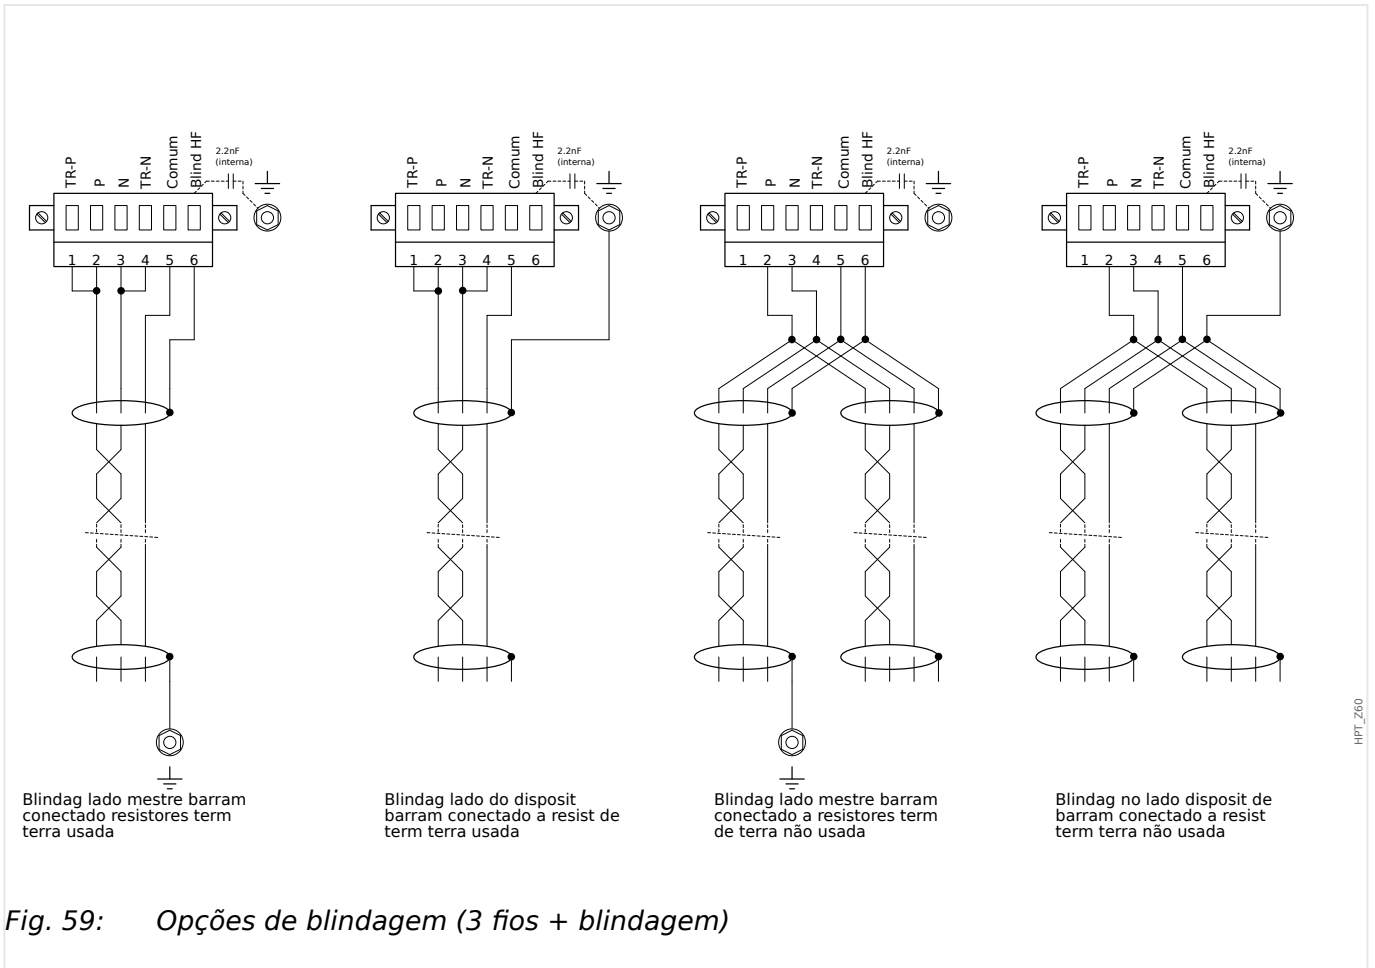 TR-P P N TR-N Comum Blind HF
2.2nF
(interna)
1 2 3 4 5 6
TR-P P N TR-N Comum Blind HF
2.2nF
(interna)
1 2 3 4 5 6
TR-P P N TR-N Comum Blind HF
2.2nF
(interna)
1 2 3 4 5 6
TR-P P N TR-N Comum Blind HF
2.2nF
(interna)
1 2 3 4 5 6
HPT_Z60
Blindag lado mestre barram
conectado resistores term
terra usada
Blindag lado do disposit
barram conectado a resist de
term terra usada
Blindag lado mestre barram
conectado a resistores term
de terra não usada
Blindag no lado disposit de
barram conectado a resist
term terra não usada
Fig. 59: Opções de blindagem (3 fios + blindagem)